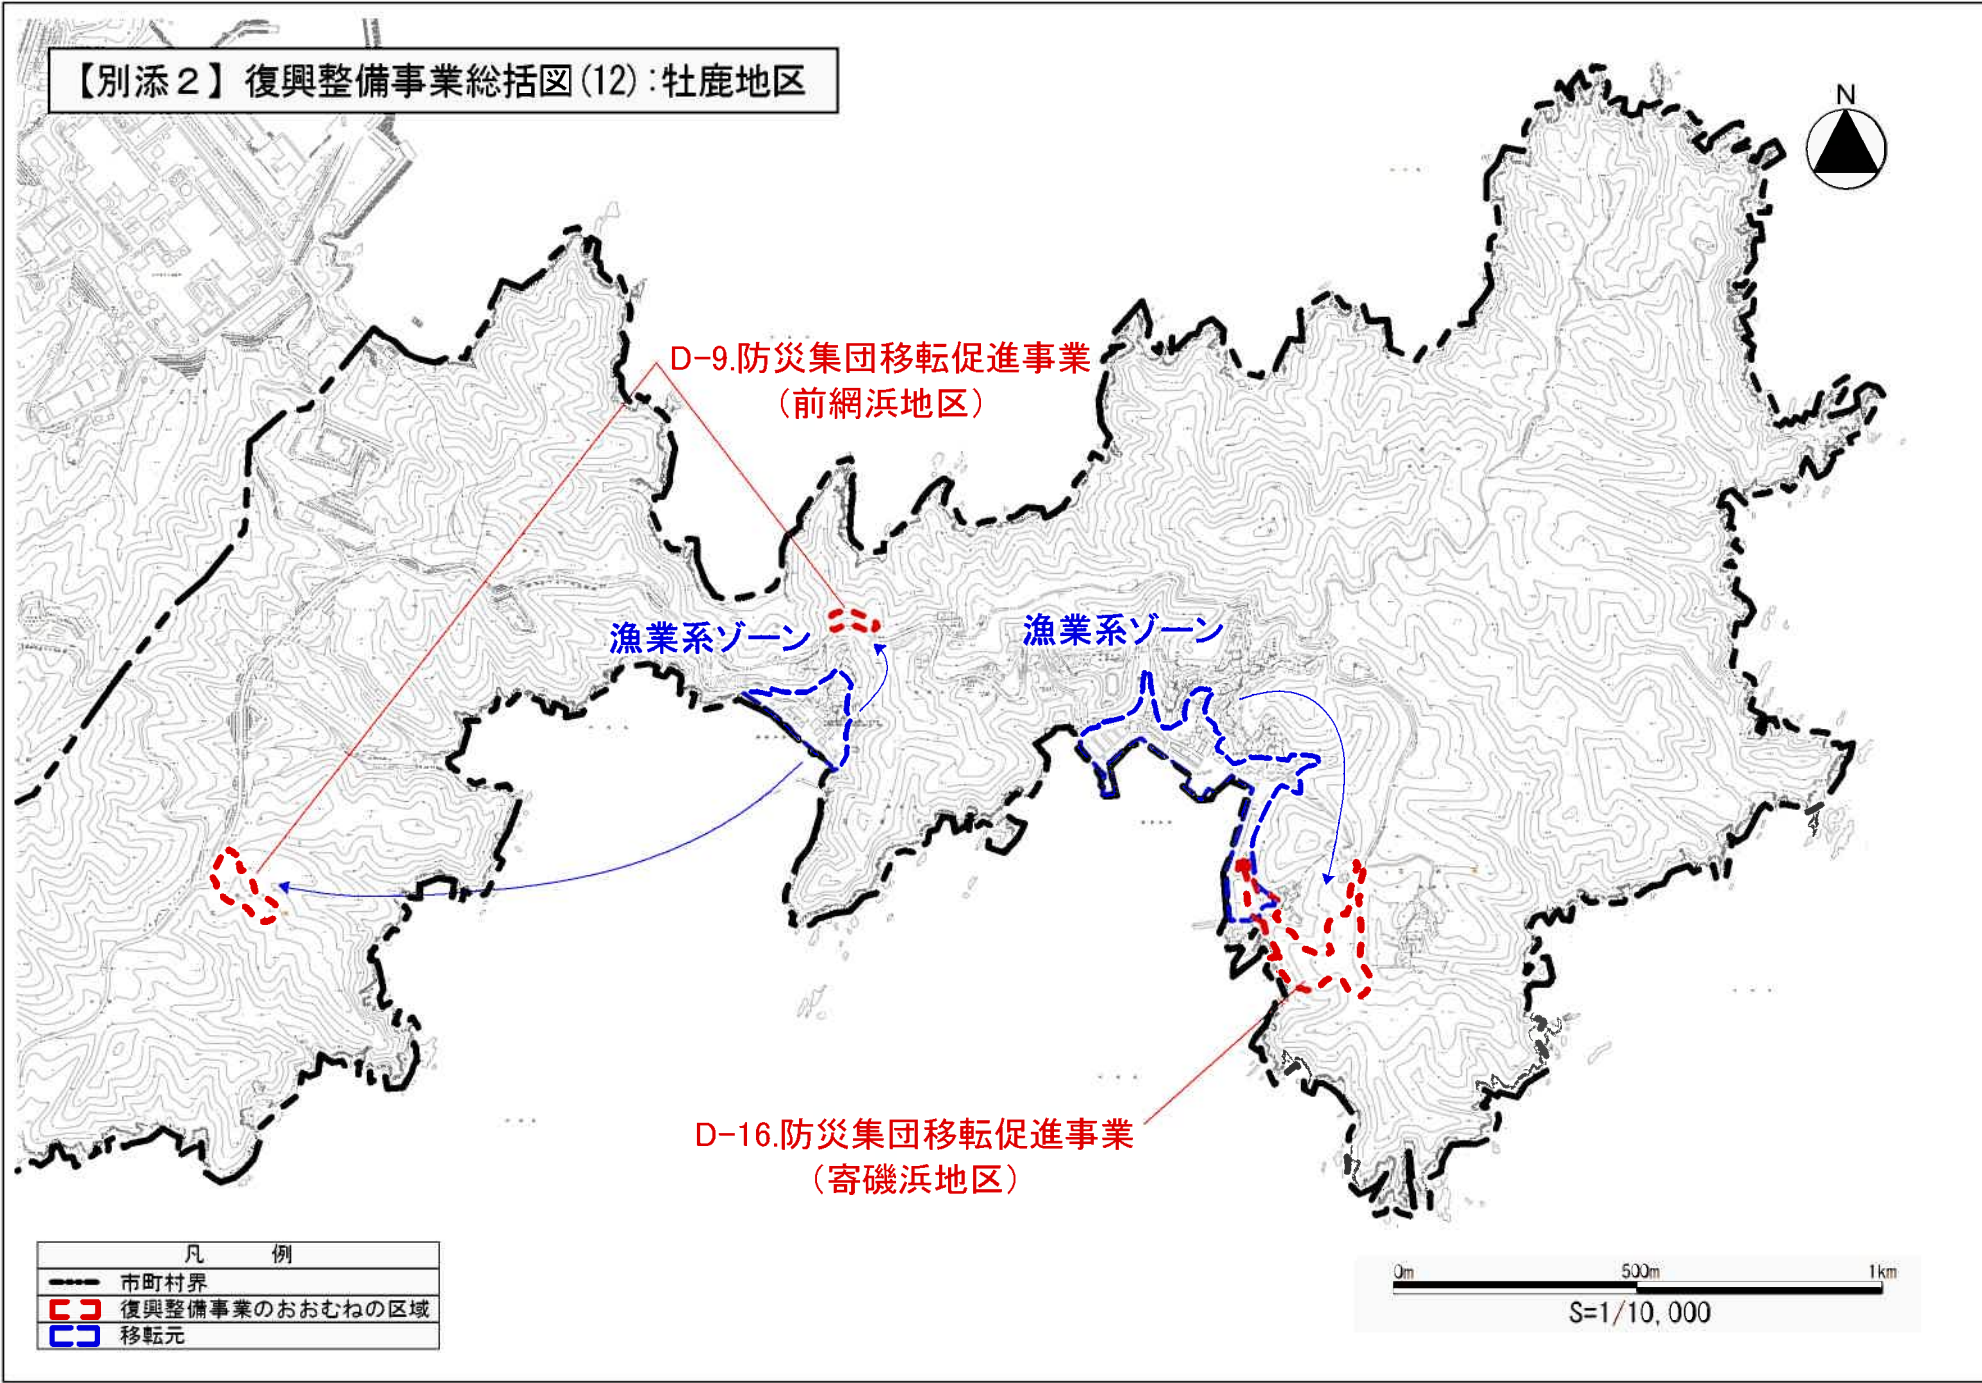 【別添２】復興整備事業総括図(12):牡鹿地区
N
D-9.防災集団移転促進事業
(前網浜地区)
漁業系ゾーン
漁業系ゾーン
D-16.防災集団移転促進事業
(寄磯浜地区)
凡 例
市町村界
復興整備事業のおおむねの区域
移転元
0m 500m 1km
S=1/10,000